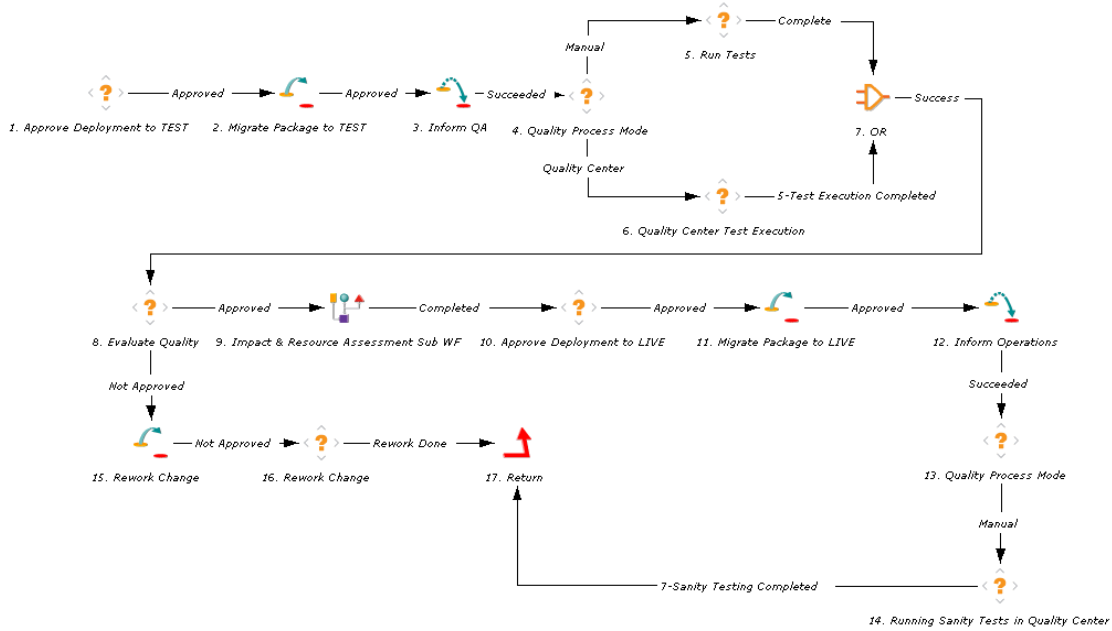 Complete
Manual
5. Run Tests
Approved
Approved
Succeeded
Success
1. Approve Deployment to TEST
2. Migrate Package to TEST
3. Inform QA
4. Quality Process Mode
7. OR
Quality Center
5-Test Execution Completed
6. Quality Center Test Execution
Approved
Completed
Approved
Approved
8. Evaluate Quality
9. Impact & Resource Assessment Sub WF
10. Approve Deployment to LIVE
11. Migrate Package to LIVE
12. Inform Operations
Not Approved
Succeeded
Not Approved
Rework Done
15. Rework Change
16. Rework Change
17. Return
13. Quality Process Mode
Manual
7-Sanity Testing Completed
14. Running Sanity Tests in Quality Center